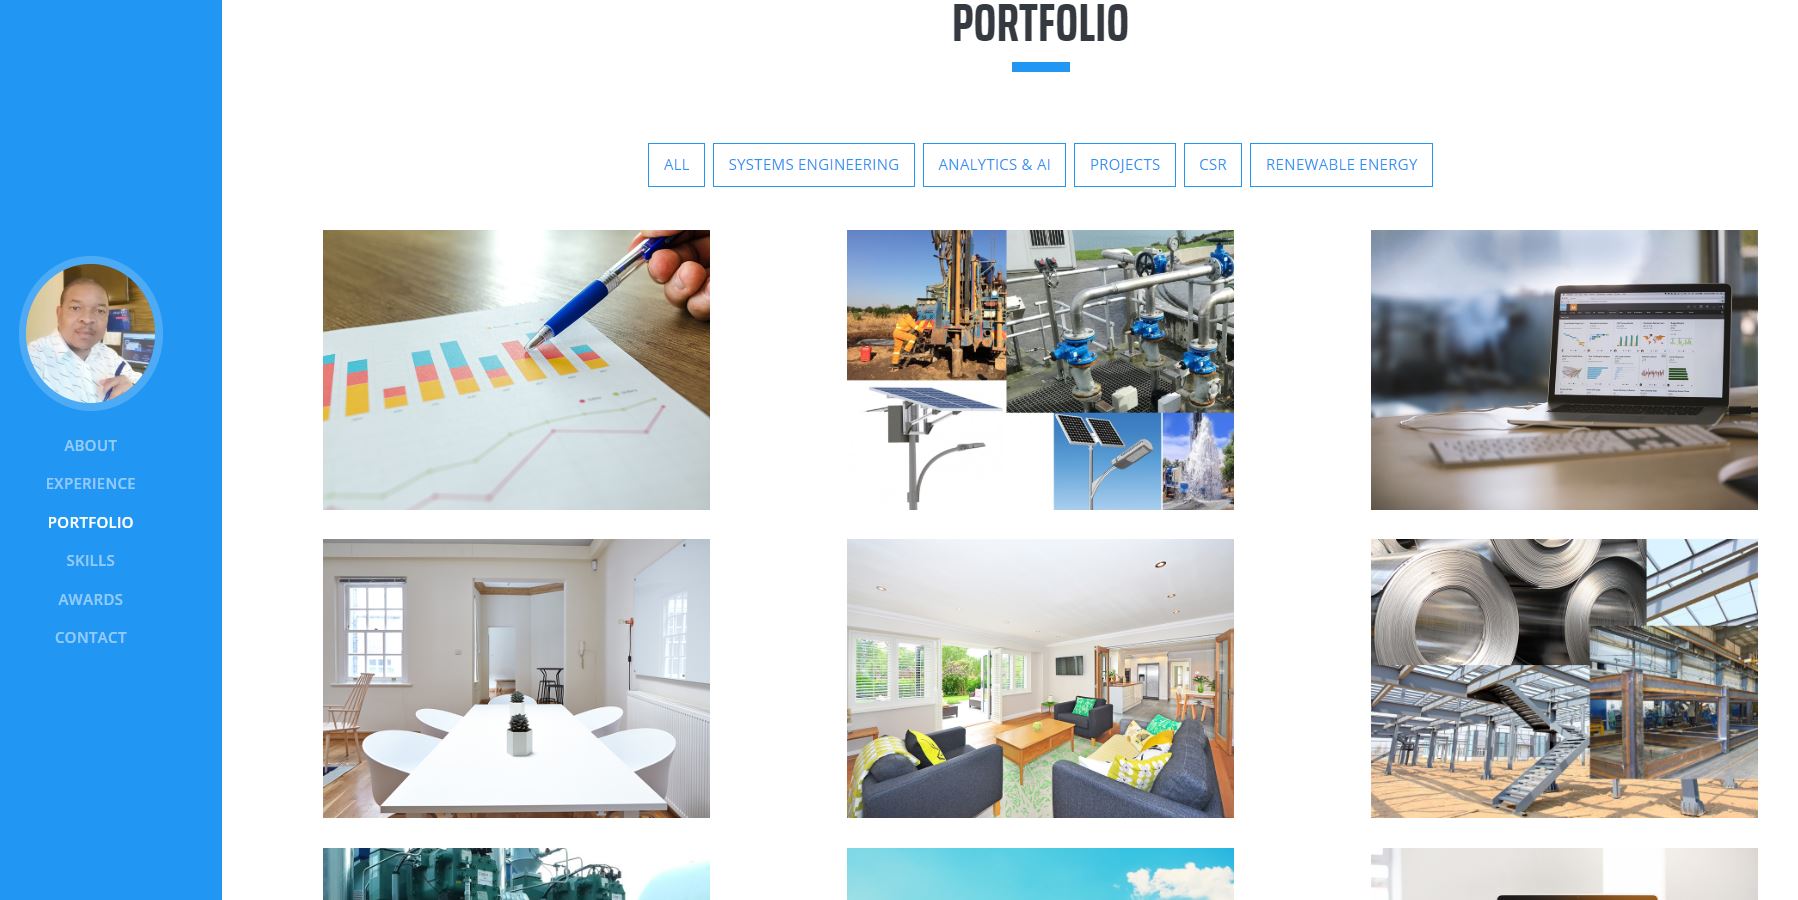 PORTFOLIO
ALL
SYSTEMS ENGINEERING
ANALYTICS & AI
PROJECTS
CSR
RENEWABLE ENERGY
ABOUT
EXPERIENCE
PORTFOLIO
SKILLS
AWARDS
CONTACT